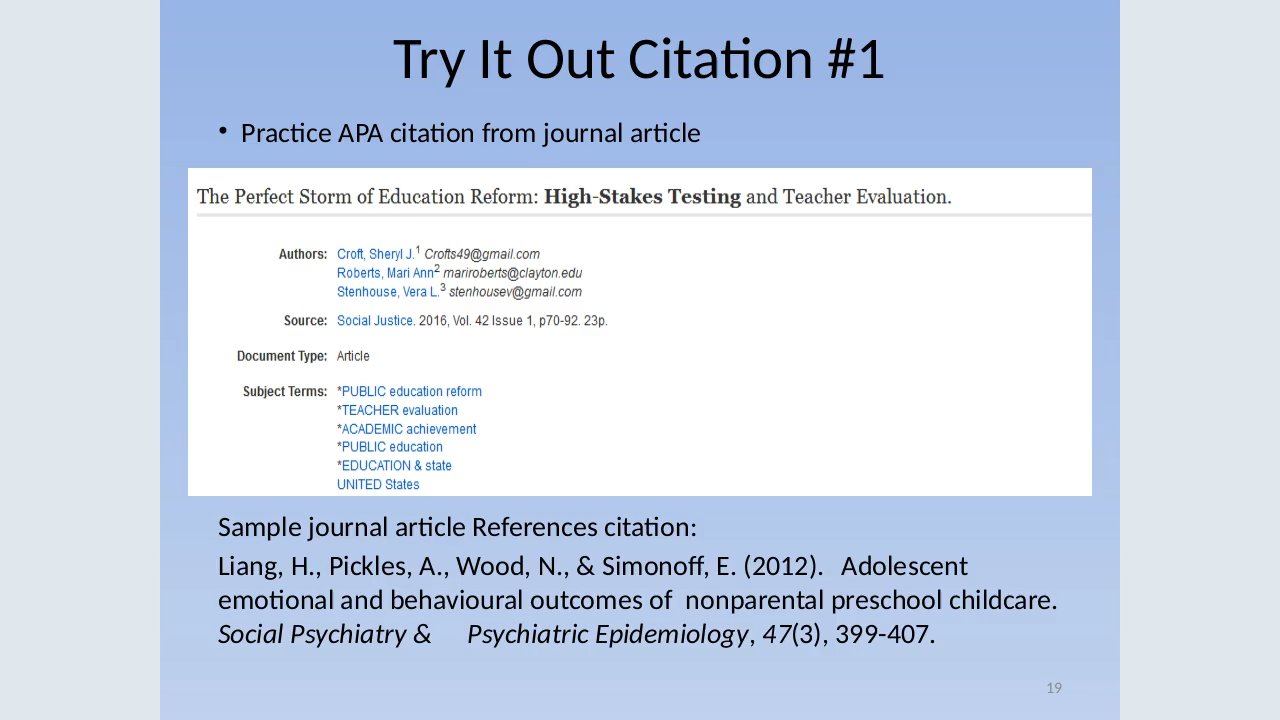 Try It Out Citation #1
• Practice APA citation from journal article
The Perfect Storm of Education Reform: High-Stakes Testing and Teacher Evaluation.
Authors: Croft, Sheryl J.1 Crofts49@gmail.com
Roberts, Mari Ann2 mariroberts@clayton.edu
Stenhouse, Vera L.3 stenhousev@gmail.com
Source: Social Justice. 2016, Vol. 42 Issue 1, p70-92. 23p.
Document Type: Article
Subject Terms: *PUBLIC education reform
*TEACHER evaluation
*ACADEMIC achievement
*PUBLIC education
*EDUCATION & state
UNITED States
Sample journal article References citation:
Liang, H., Pickles, A., Wood, N., & Simonoff, E. (2012). Adolescent
emotional and behavioural outcomes of nonparental preschool childcare.
Social Psychiatry & Psychiatric Epidemiology, 47(3), 399-407.
19